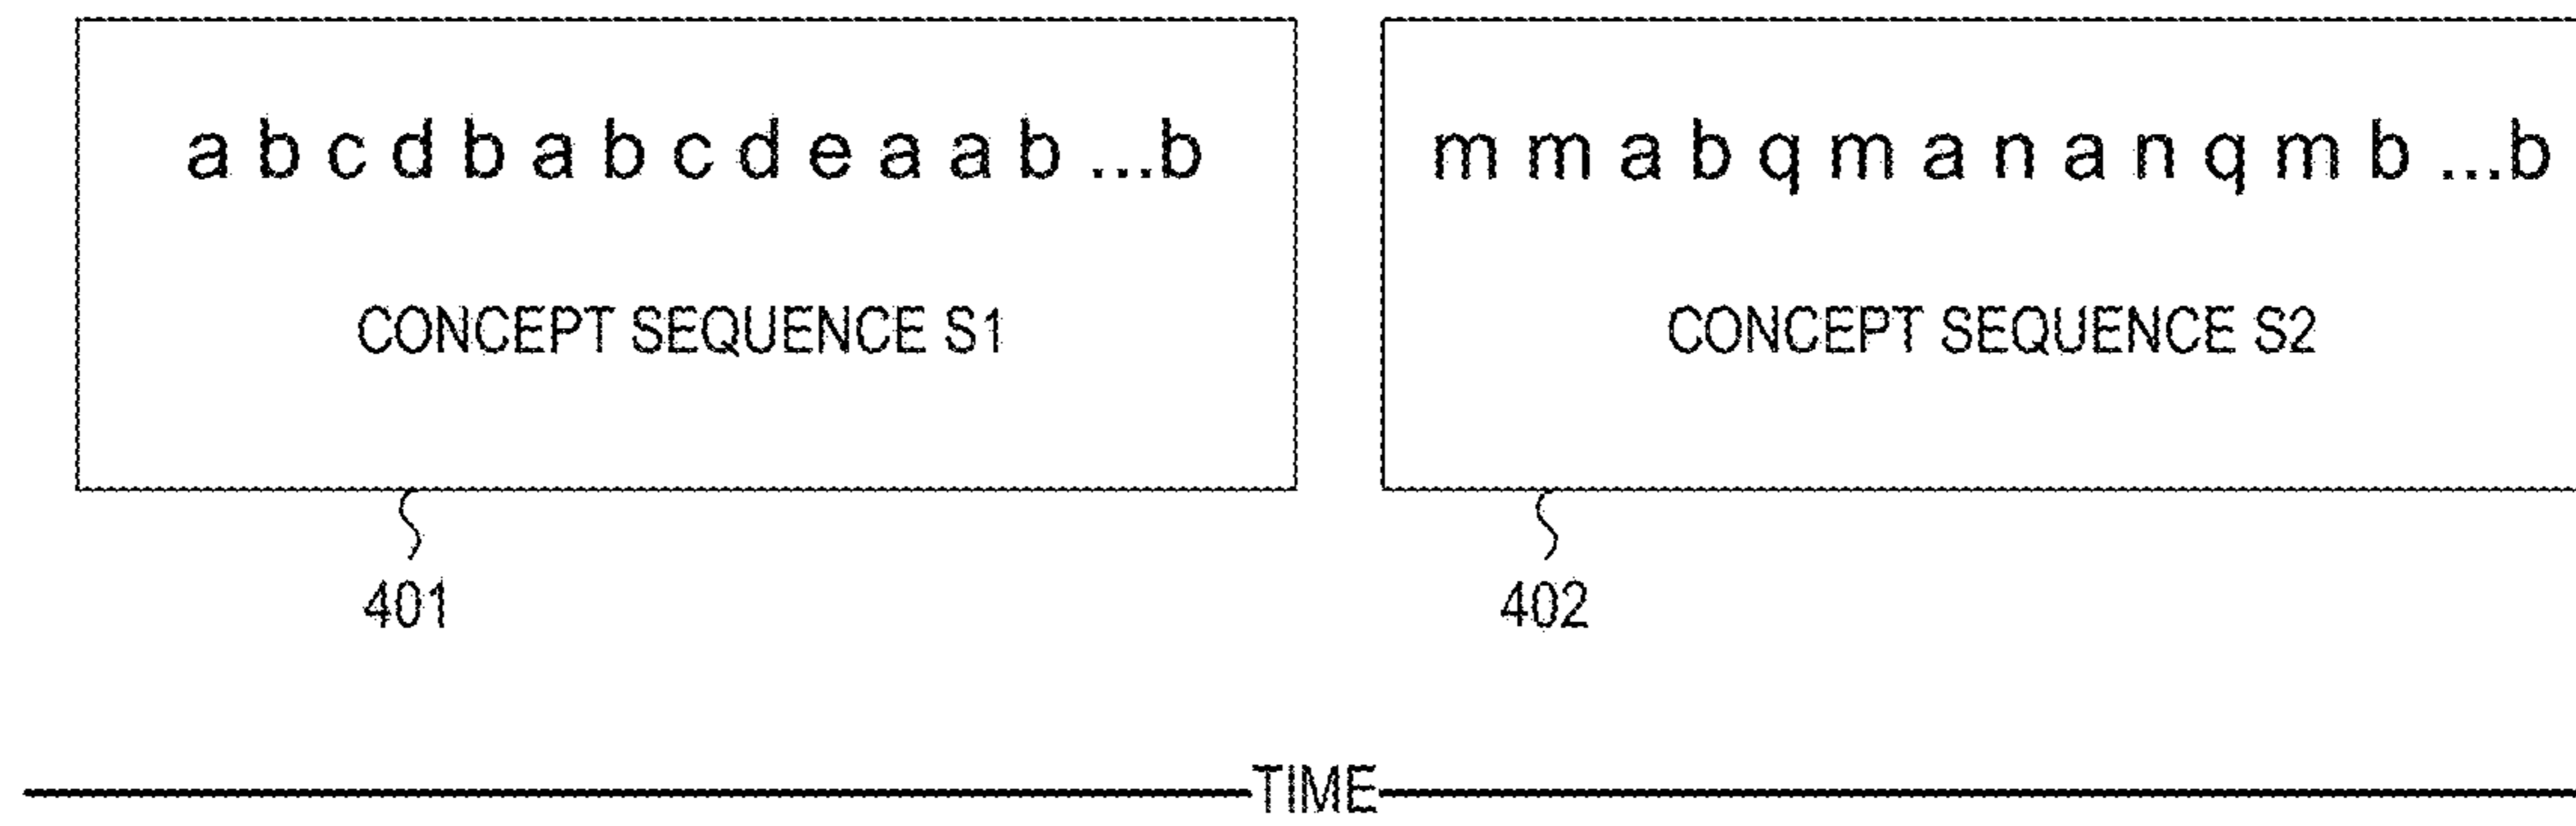 a b c d b a b c d e a a b ...b
CONCEPT SEQUENCE S1
401
m m a b q m a n a n q m b ...b
CONCEPT SEQUENCE S2
402
TIME